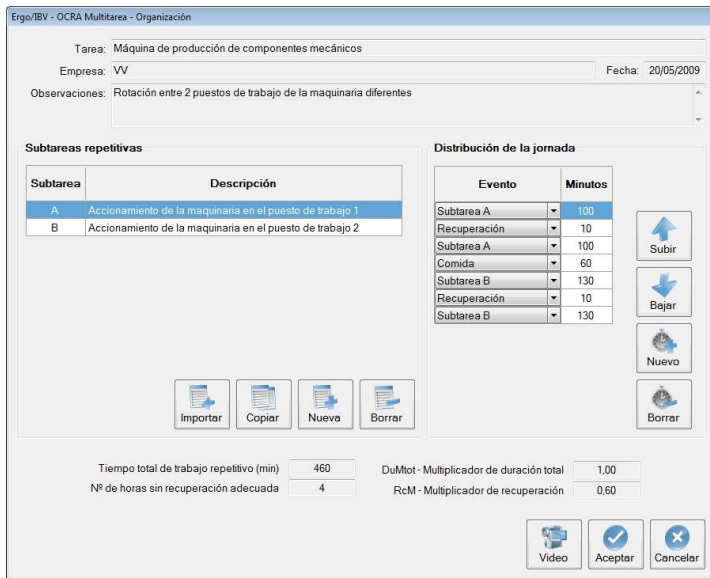 Ergo/IBV - OCRA Multitarea - Organización
Tarea: Máquina de producción de componentes mecánicos
Empresa: VV Fecha: 20/05/2009
Observaciones: Rotación entre 2 puestos de trabajo de la maquinaria diferentes
Subtareas repetitivas
Subtarea Descripción
A Accionamiento de la maquinaria en el puesto de trabajo 1
B Accionamiento de la maquinaria en el puesto de trabajo 2
Importar Copiar Nueva Borrar
Distribución de la jornada
Evento Minutos
Subtarea A 100
Recuperación 10
Subtarea A 100
Comida 60
Subtarea B 130
Recuperación 10
Subtarea B 130
Subir
Bajar
Nuevo
Borrar
Tiempo total de trabajo repetitivo (min) 460 DuMtot - Multiplicador de duración total 1,00
Nº de horas sin recuperación adecuada 4 RcM - Multiplicador de recuperación 0,60
Video Aceptar Cancelar